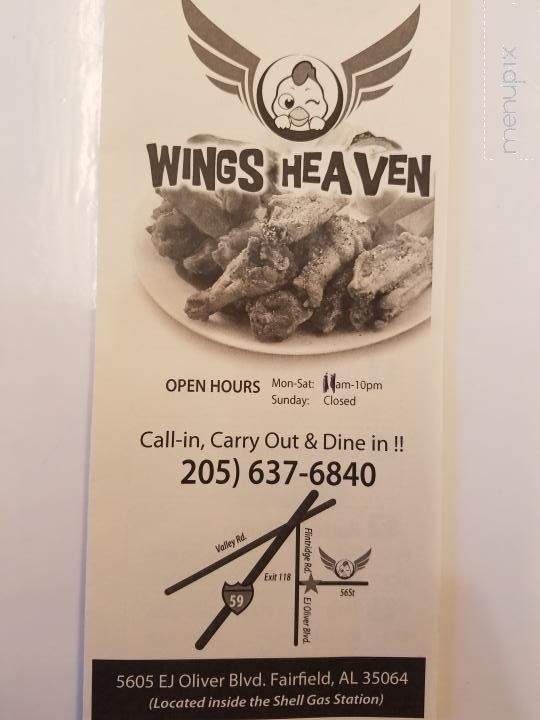 menupix
WINGS HEAVEN
OPEN HOURS Mon-Sat: 11am-10pm
Sunday: Closed
Call-in, Carry Out & Dine in !!
205) 637-6840
Valley Rd.
Flintridge Rd.
Exit 118
59
56St
EJ Oliver Blvd.
5605 EJ Oliver Blvd. Fairfield, AL 35064
(Located inside the Shell Gas Station)